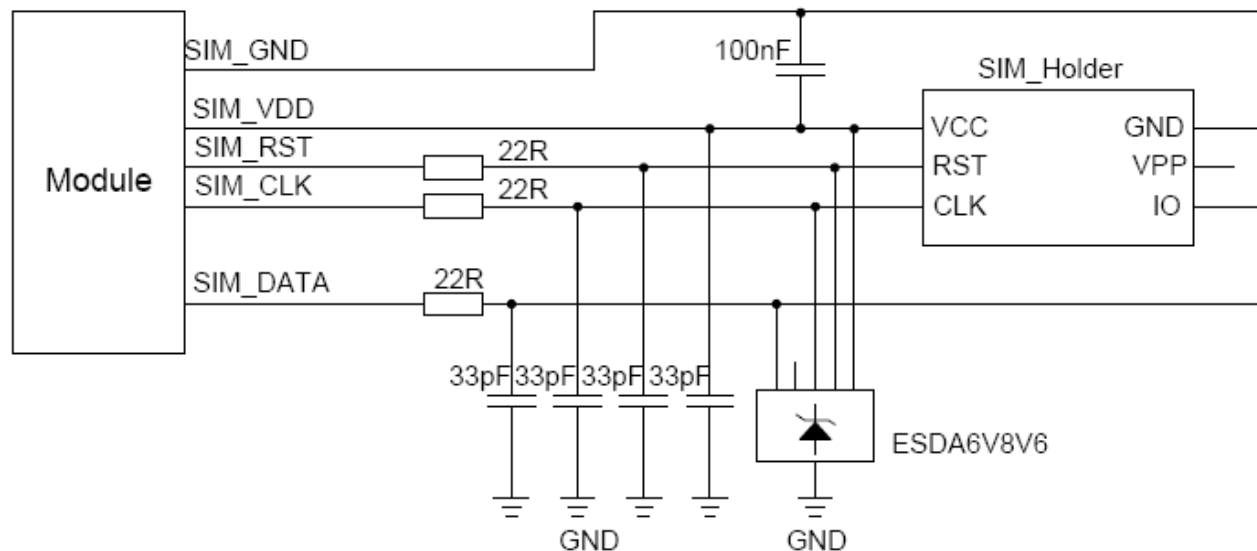 SIM_GND
100nF
SIM_Holder
SIM_VDD
VCC
GND
SIM_RST
22R
RST
VPP
Module
SIM_CLK
22R
CLK
IO
SIM_DATA
22R
33pF 33pF 33pF 33pF
ESDA6V8V6
GND
GND